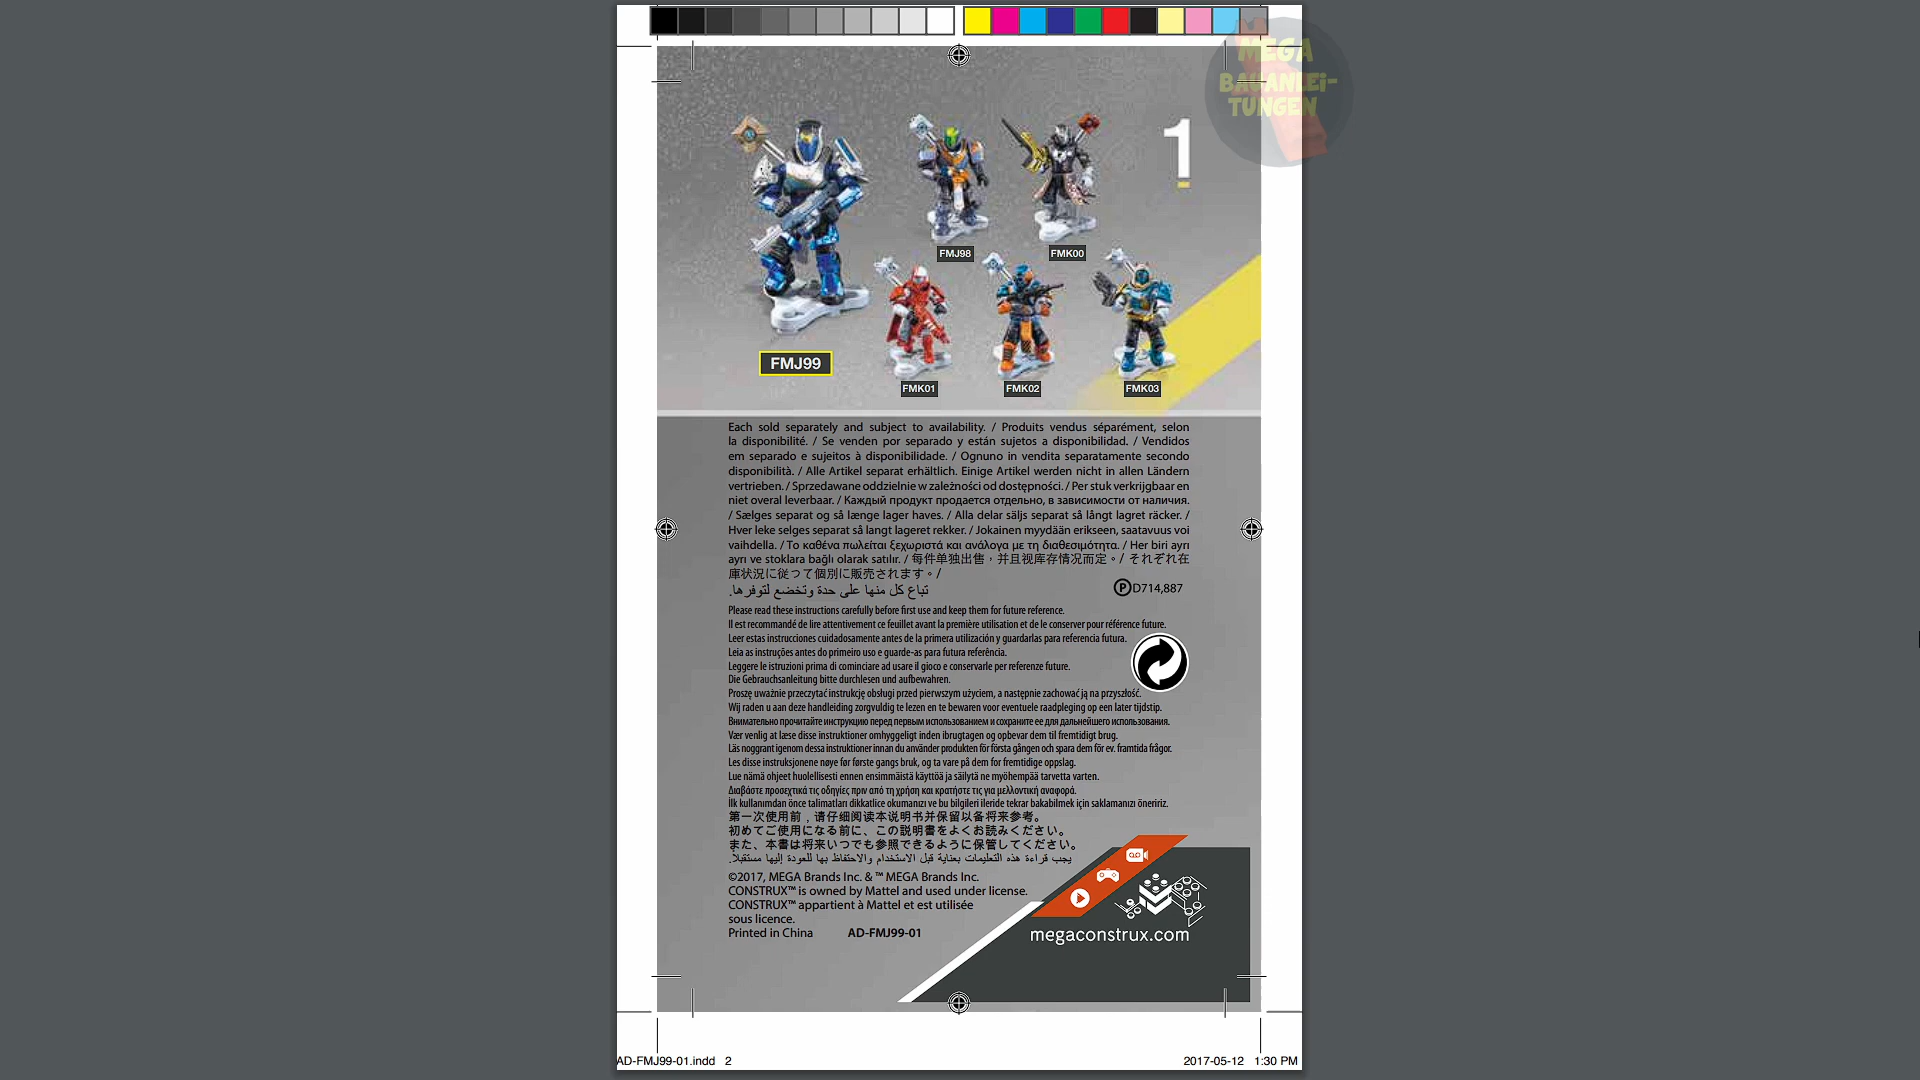 MEGA
BAUANLEI-
TUNGEN
1
FMJ98
FMK00
FMJ99
FMK01
FMK02
FMK03
Each sold separately and subject to availability. / Produits vendus séparément, selon
la disponibilité. / Se venden por separado y están sujetos a disponibilidad. / Vendidos
em separado e sujeitos à disponibilidade. / Ognuno in vendita separatamente secondo
disponibilità. / Alle Artikel separat erhältlich. Einige Artikel werden nicht in allen Ländern
vertrieben. / Sprzedawane oddzielnie w zależności od dostępności. / Per stuk verkrijgbaar en
niet overal leverbaar. / Каждый продукт продается отдельно, в зависимости от наличия.
/ Sælges separat og så længe lager haves. / Alla delar säljs separat så långt lagret räcker. /
Hver leke selges separat så langt lageret rekker. / Jokainen myydään erikseen, saatavuus voi
vaihdella. / Το καθένα πωλείται ξεχωριστά και ανάλογα με τη διαθεσιμότητα. / Her biri ayrı
ayrı ve stoklara bağlı olarak satılır. / 每件单独出售，并且视库存情况而定。/ それぞれ在
庫状況に従って個別に販売されます。/
تباع كل منها على حدة وتخضع لتوفرها.
Ⓟ D714,887
Please read these instructions carefully before first use and keep them for future reference.
Il est recommandé de lire attentivement ce feuillet avant la première utilisation et de le conserver pour référence future.
Leer estas instrucciones cuidadosamente antes de la primera utilización y guardarlas para referencia futura.
Leia as instruções antes do primeiro uso e guarde-as para futura referência.
Leggere le istruzioni prima di cominciare ad usare il gioco e conservarle per referenze future.
Die Gebrauchsanleitung bitte durchlesen und aufbewahren.
Proszę uważnie przeczytać instrukcję obsługi przed pierwszym użyciem, a następnie zachować ją na przyszłość.
Wij raden u aan deze handleiding zorgvuldig te lezen en te bewaren voor eventuele raadpleging op een later tijdstip.
Внимательно прочитайте инструкцию перед первым использованием и сохраните ее для дальнейшего использования.
Vær venlig at læse disse instruktioner omhyggeligt inden ibrugtagen og opbevar dem til fremtidigt brug.
Läs noggrant igenom dessa instruktioner innan du använder produkten för första gången och spara dem för ev. framtida frågor.
Les disse instruksjonene nøye før første gangs bruk, og ta vare på dem for fremtidige oppslag.
Lue nämä ohjeet huolellisesti ennen ensimmäistä käyttöä ja säilytä ne myöhempää tarvetta varten.
Διαβάστε προσεχτικά τις οδηγίες πριν από τη χρήση και κρατήστε τις για μελλοντική αναφορά.
İlk kullanımdan önce talimatları dikkatlice okumanızı ve bu bilgileri ileride tekrar bakabilmek için saklamanızı öneririz.
第一次使用前，请仔细阅读本说明书并保留以备将来参考。
初めてご使用になる前に、この説明書をよくお読みください。
また、本書は将来いつでも参照できるように保管してください。
يجب قراءة هذه التعليمات بعناية قبل الاستخدام والاحتفاظ بها للعودة إليها مستقبلاً.
©2017, MEGA Brands Inc. & ™ MEGA Brands Inc.
CONSTRUX™ is owned by Mattel and used under license.
CONSTRUX™ appartient à Mattel et est utilisée
sous licence.
Printed in China AD-FMJ99-01
megaconstrux.com
AD-FMJ99-01.indd 2
2017-05-12 1:30 PM